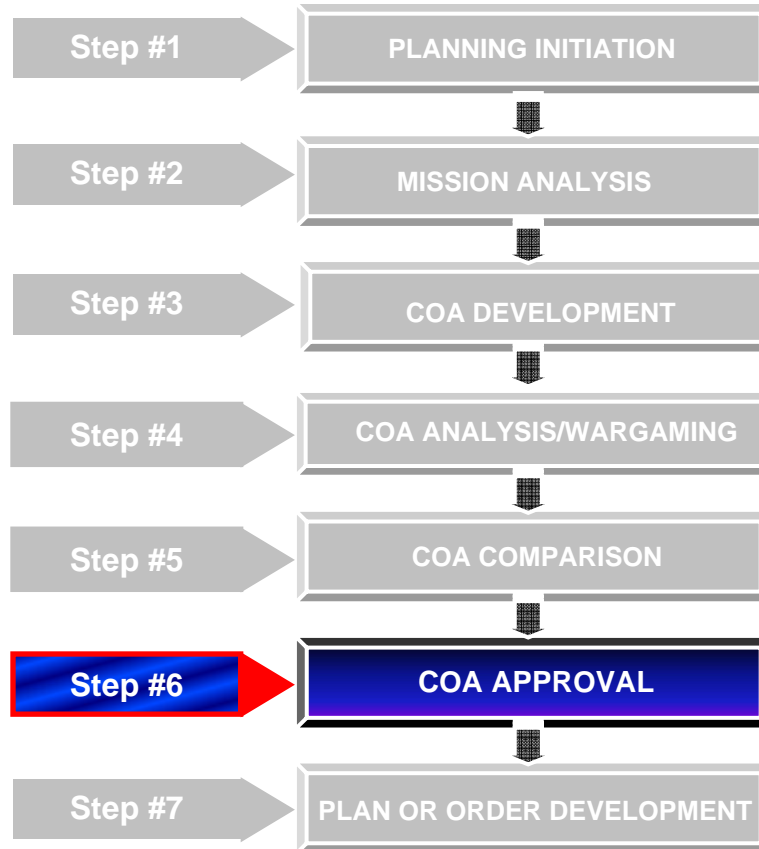 Step #1
PLANNING INITIATION
Step #2
MISSION ANALYSIS
Step #3
COA DEVELOPMENT
Step #4
COA ANALYSIS/WARGAMING
Step #5
COA COMPARISON
Step #6
COA APPROVAL
Step #7
PLAN OR ORDER DEVELOPMENT